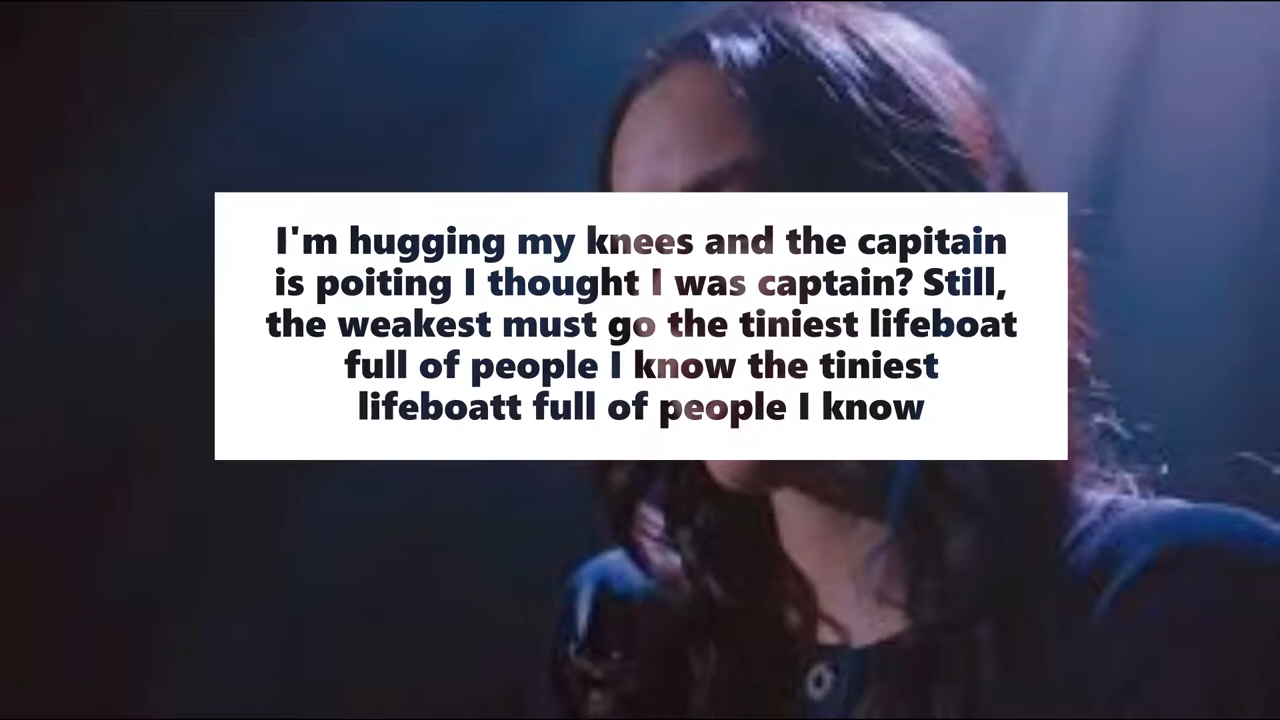 I'm hugging my knees and the capitain
is poiting I thought I was captain? Still,
the weakest must go the tiniest lifeboat
full of people I know the tiniest
lifeboatt full of people I know